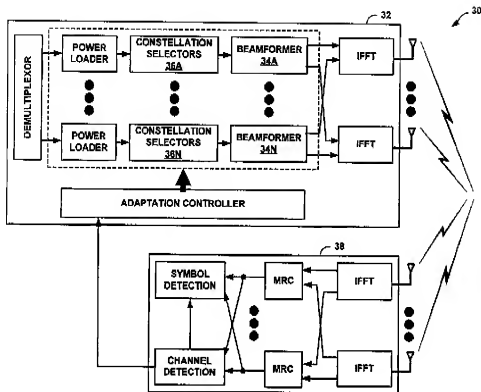 32
30
DEMULTIPLEXOR
POWER LOADER
CONSTELLATION SELECTORS 36A
BEAMFORMER 34A
IFFT
POWER LOADER
CONSTELLATION SELECTORS 36N
BEAMFORMER 34N
IFFT
ADAPTATION CONTROLLER
38
SYMBOL DETECTION
MRC
IFFT
CHANNEL DETECTION
MRC
IFFT